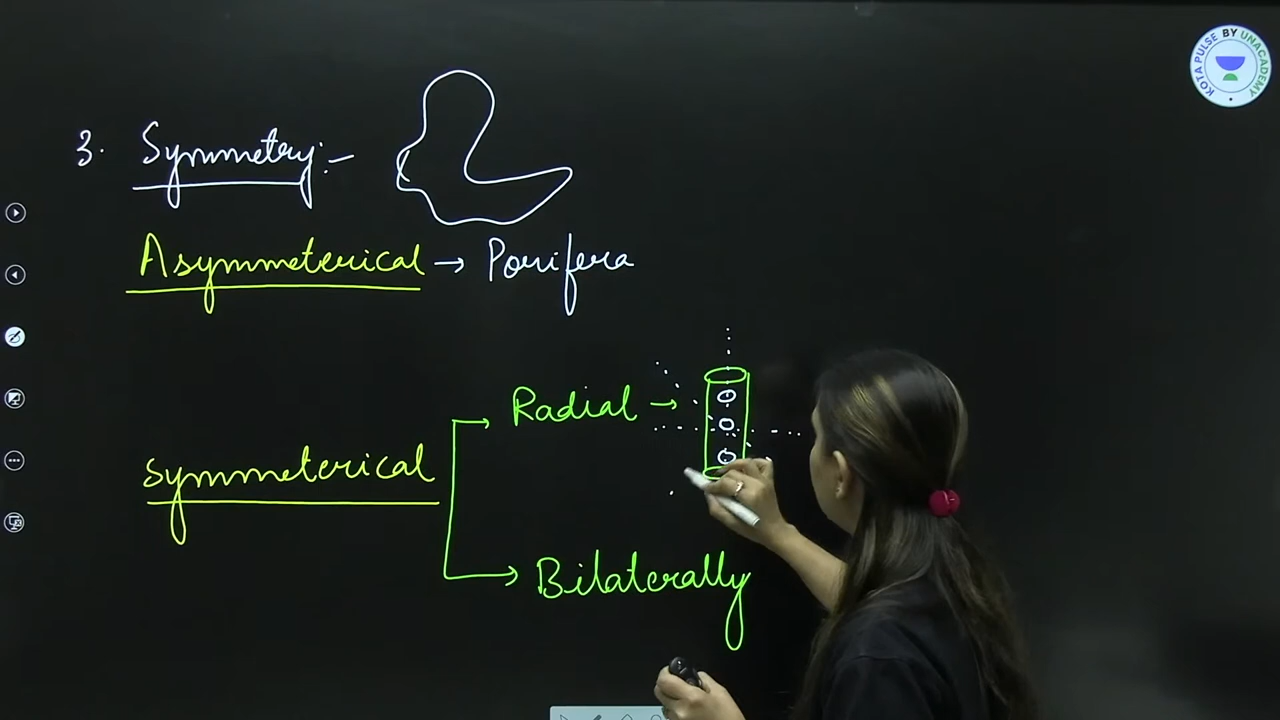 KOTA PULSE BY UNACADEMY
3. Symmetry:-
Asymmeterical → Porifera
Radial →
symmeterical
Bilaterally